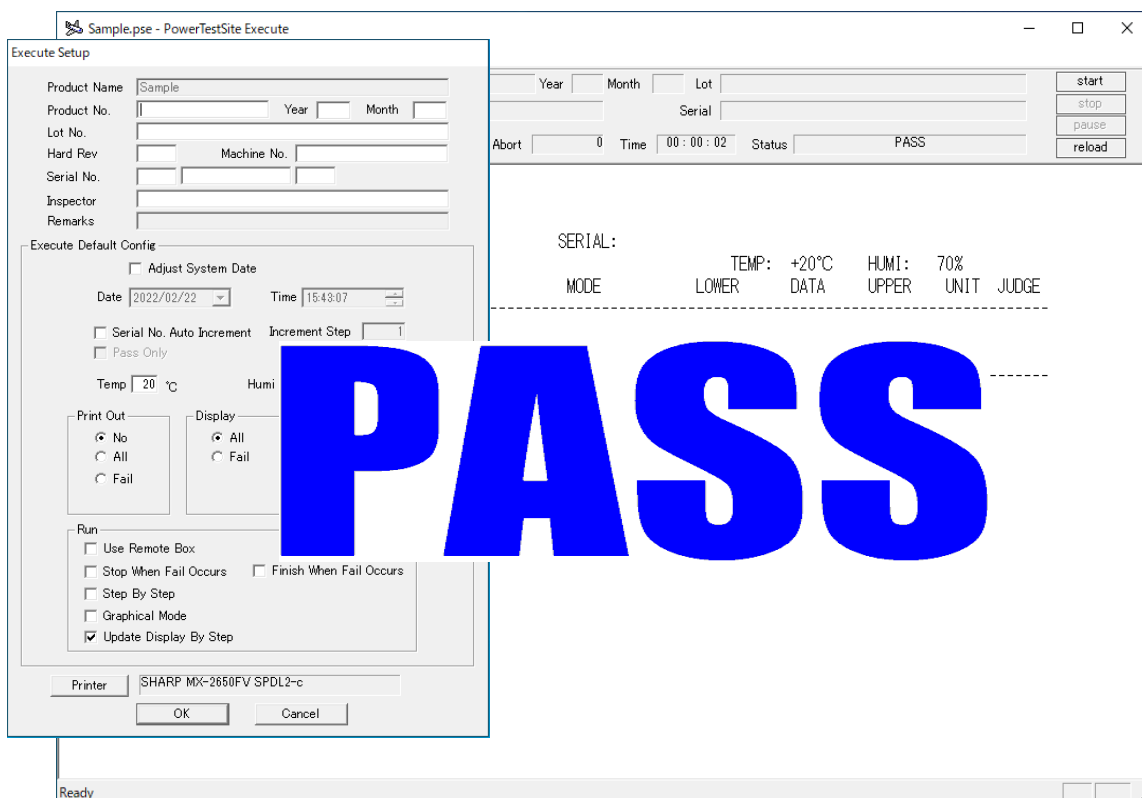 Sample.pse - PowerTestSite Execute
Execute Setup
Product Name Sample
Product No. Year Month
Lot No.
Hard Rev Machine No.
Serial No.
Inspector
Remarks
Execute Default Config
Adjust System Date
Date 2022/02/22 Time 15:43:07
Serial No. Auto Increment Increment Step 1
Pass Only
Temp 20 °C Humi
Print Out Display
No All
All Fail
Fail
Run
Use Remote Box
Stop When Fail Occurs Finish When Fail Occurs
Step By Step
Graphical Mode
Update Display By Step
Printer SHARP MX-2650FV SPDL2-c
OK Cancel
Year Month Lot start
Serial stop
pause
Abort 0 Time 00:00:02 Status PASS reload
SERIAL:
TEMP: +20°C HUMI: 70%
MODE LOWER DATA UPPER UNIT JUDGE
PASS
Ready